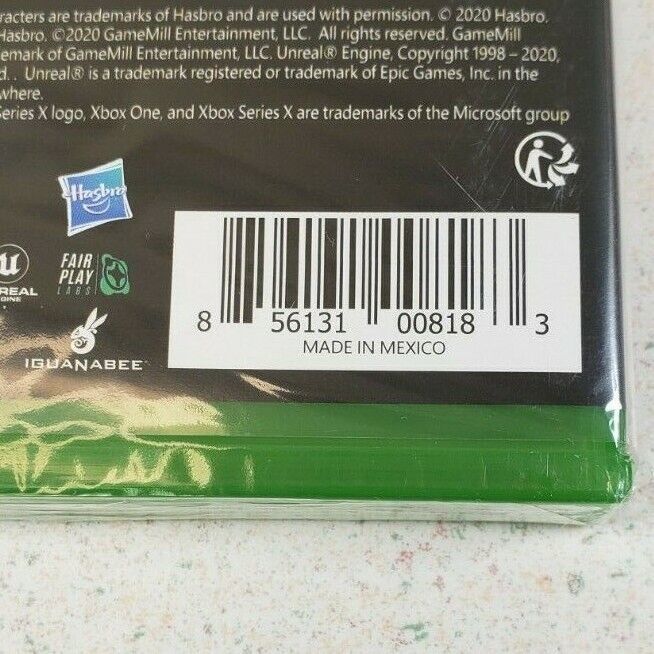 racters are trademarks of Hasbro and are used with permission. © 2020 Hasbro.
Hasbro. ©2020 GameMill Entertainment, LLC. All rights reserved. GameMill
emark of GameMill Entertainment, LLC. Unreal® Engine, Copyright 1998 – 2020,
d. . Unreal® is a trademark registered or trademark of Epic Games, Inc. in the
where.
Series X logo, Xbox One, and Xbox Series X are trademarks of the Microsoft group
Hasbro
REAL
GINE
FAIR
PLAY
LABS
IGUANABEE
8 56131 00818 3
MADE IN MEXICO